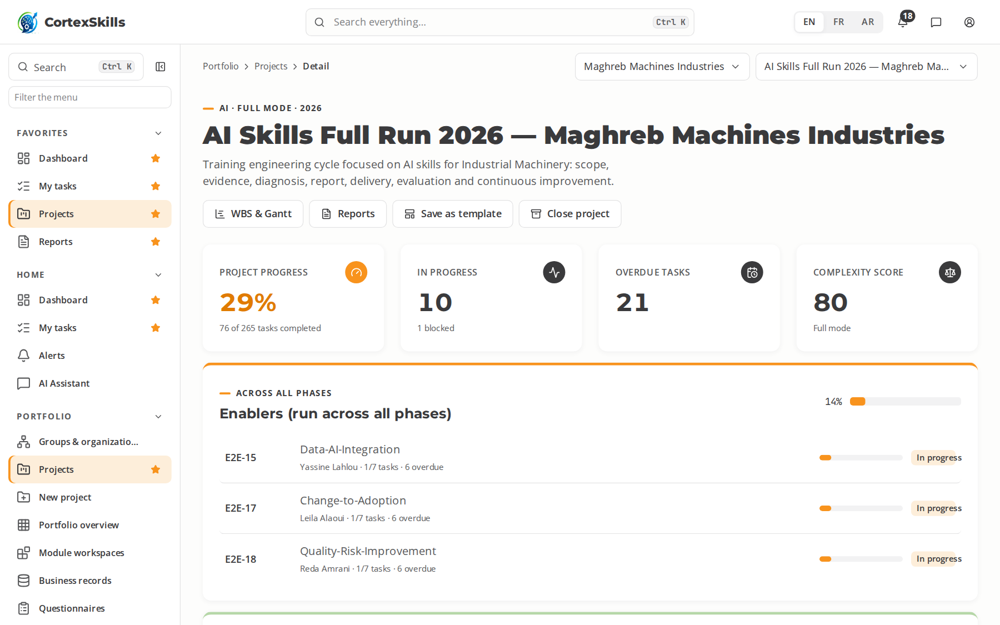 CortexSkills
Search everything...
Ctrl K
EN
FR
AR
18
Search
Ctrl K
Filter the menu
FAVORITES
Dashboard
My tasks
Projects
Reports
HOME
Dashboard
My tasks
Alerts
AI Assistant
PORTFOLIO
Groups & organizatio...
Projects
New project
Portfolio overview
Module workspaces
Business records
Questionnaires
Portfolio
Projects
Detail
Maghreb Machines Industries
AI Skills Full Run 2026 — Maghreb Ma...
AI · FULL MODE · 2026
AI Skills Full Run 2026 — Maghreb Machines Industries
Training engineering cycle focused on AI skills for Industrial Machinery: scope,
evidence, diagnosis, report, delivery, evaluation and continuous improvement.
WBS & Gantt
Reports
Save as template
Close project
PROJECT PROGRESS
29%
76 of 265 tasks completed
IN PROGRESS
10
1 blocked
OVERDUE TASKS
21
COMPLEXITY SCORE
80
Full mode
ACROSS ALL PHASES
Enablers (run across all phases)
14%
E2E-15
Data-AI-Integration
Yassine Lahlou · 1/7 tasks · 6 overdue
In progress
E2E-17
Change-to-Adoption
Leila Alaoui · 1/7 tasks · 6 overdue
In progress
E2E-18
Quality-Risk-Improvement
Reda Amrani · 1/7 tasks · 6 overdue
In progress